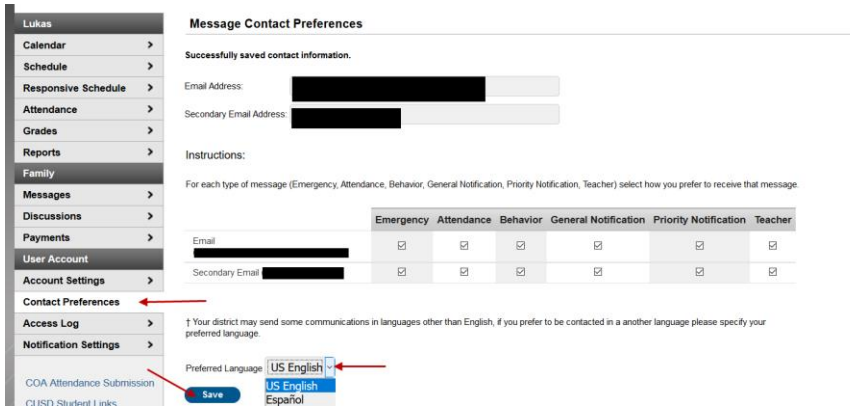 Lukas
Calendar
Schedule
Responsive Schedule
Attendance
Grades
Reports
Family
Messages
Discussions
Payments
User Account
Account Settings
Contact Preferences
Access Log
Notification Settings
COA Attendance Submission
CUSD Student Links
Message Contact Preferences
Successfully saved contact information.
Email Address:
Secondary Email Address:
Instructions:
For each type of message (Emergency, Attendance, Behavior, General Notification, Priority Notification, Teacher) select how you prefer to receive that message.
Emergency Attendance Behavior General Notification Priority Notification Teacher
Email
Secondary Email
† Your district may send some communications in languages other than English, if you prefer to be contacted in a another language please specify your
preferred language.
Preferred Language US English
US English
Español
Save